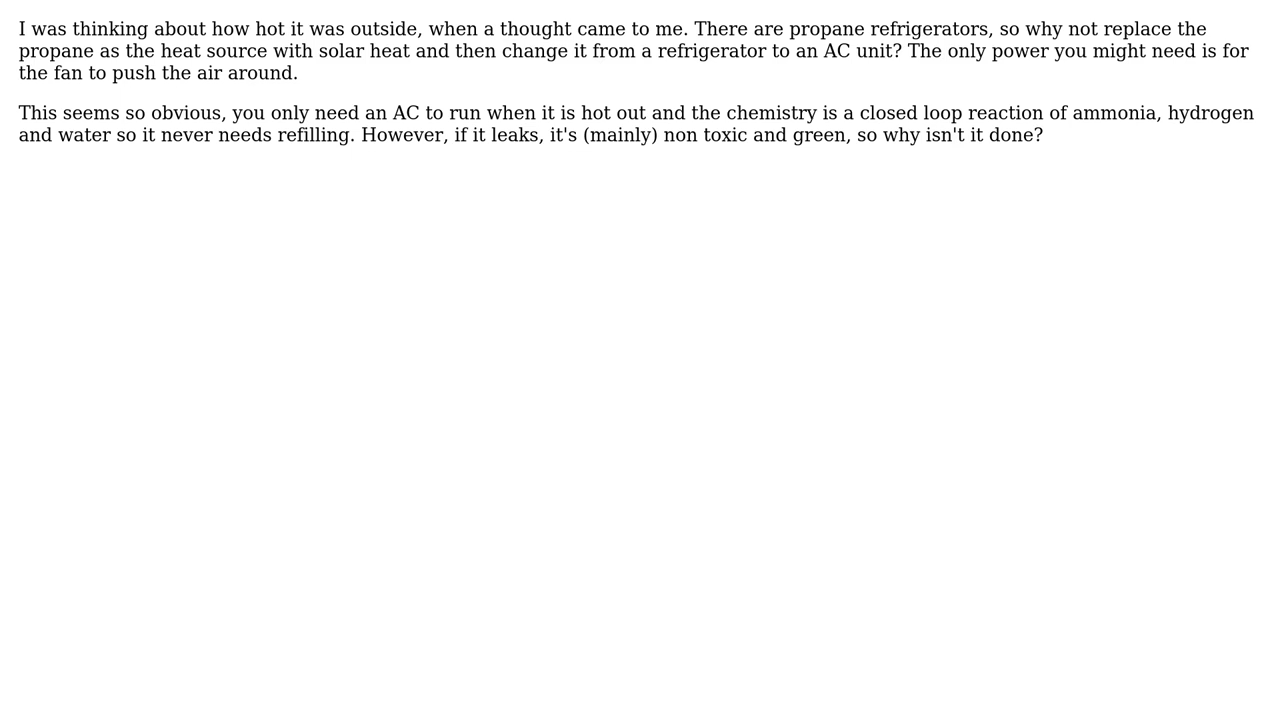 I was thinking about how hot it was outside, when a thought came to me. There are propane refrigerators, so why not replace the
propane as the heat source with solar heat and then change it from a refrigerator to an AC unit? The only power you might need is for
the fan to push the air around.
This seems so obvious, you only need an AC to run when it is hot out and the chemistry is a closed loop reaction of ammonia, hydrogen
and water so it never needs refilling. However, if it leaks, it's (mainly) non toxic and green, so why isn't it done?